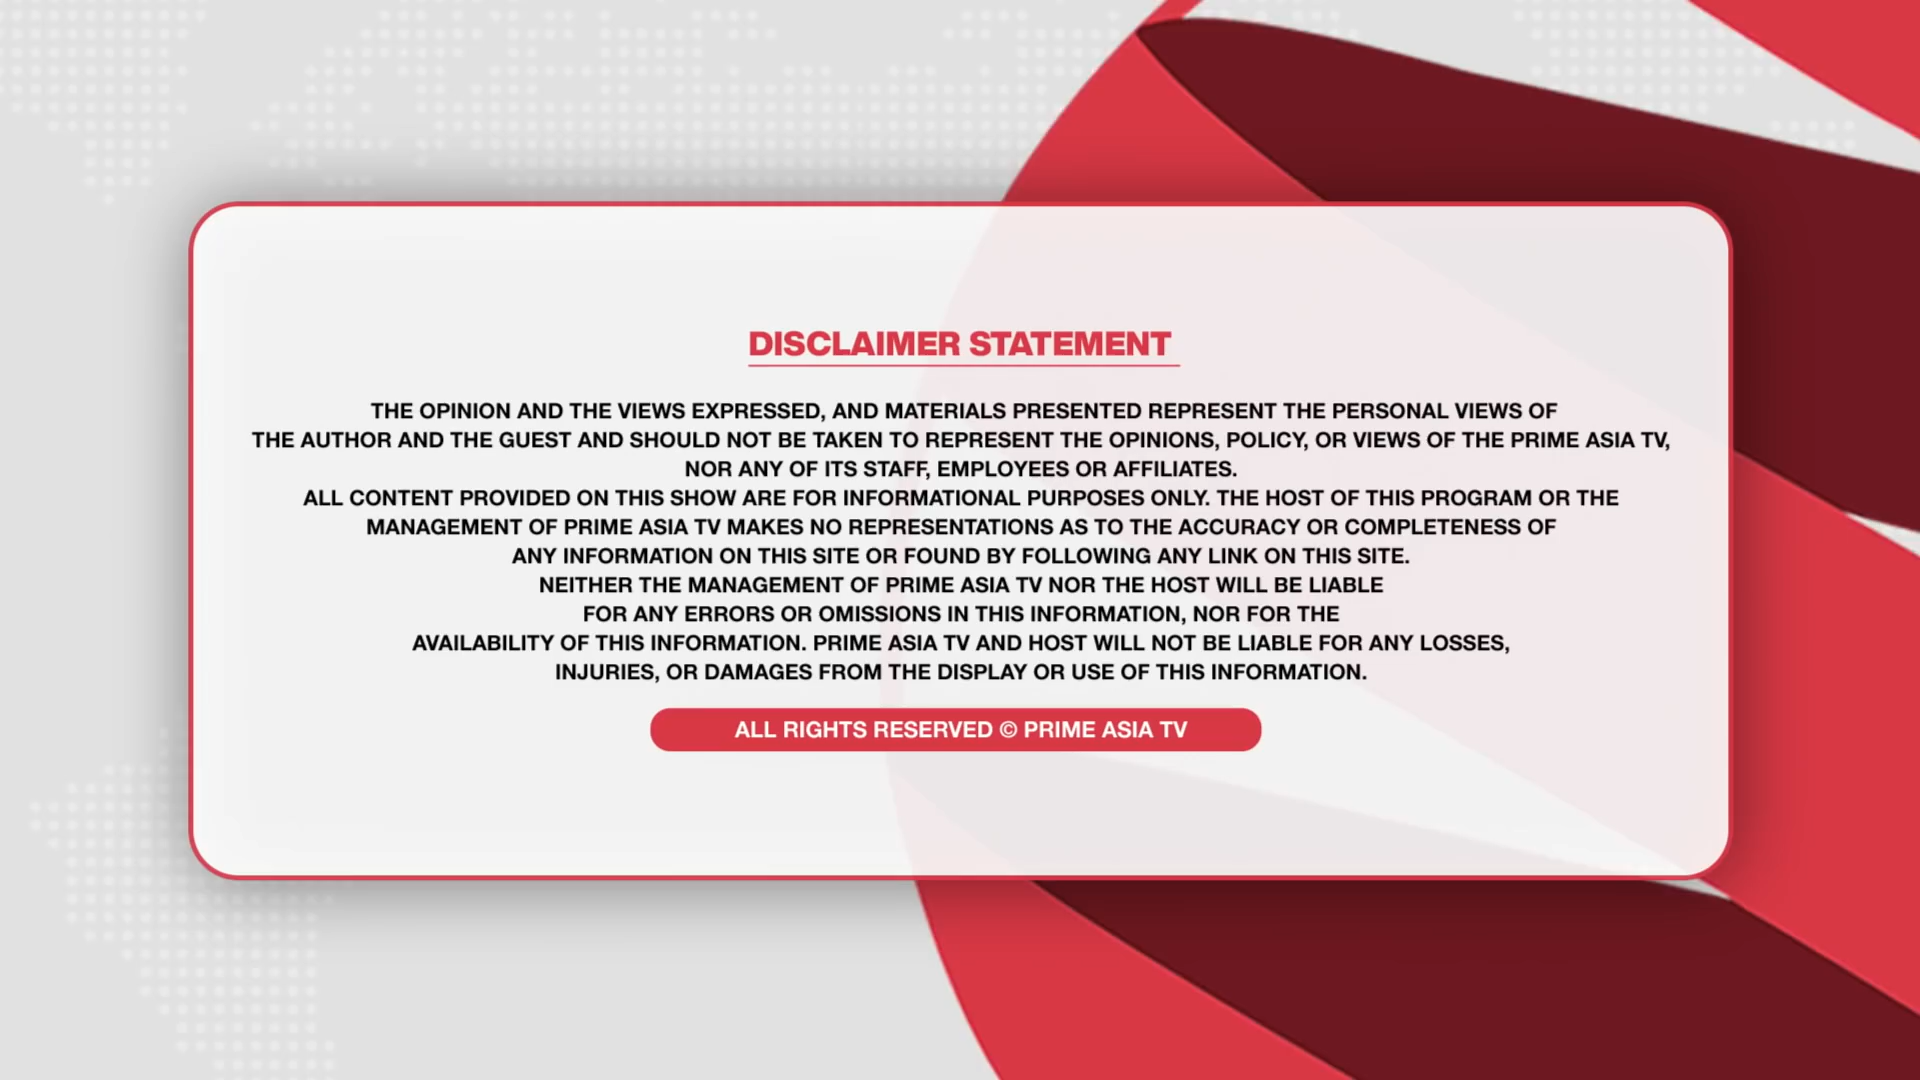 DISCLAIMER STATEMENT
THE OPINION AND THE VIEWS EXPRESSED, AND MATERIALS PRESENTED REPRESENT THE PERSONAL VIEWS OF
THE AUTHOR AND THE GUEST AND SHOULD NOT BE TAKEN TO REPRESENT THE OPINIONS, POLICY, OR VIEWS OF THE PRIME ASIA TV,
NOR ANY OF ITS STAFF, EMPLOYEES OR AFFILIATES.
ALL CONTENT PROVIDED ON THIS SHOW ARE FOR INFORMATIONAL PURPOSES ONLY. THE HOST OF THIS PROGRAM OR THE
MANAGEMENT OF PRIME ASIA TV MAKES NO REPRESENTATIONS AS TO THE ACCURACY OR COMPLETENESS OF
ANY INFORMATION ON THIS SITE OR FOUND BY FOLLOWING ANY LINK ON THIS SITE.
NEITHER THE MANAGEMENT OF PRIME ASIA TV NOR THE HOST WILL BE LIABLE
FOR ANY ERRORS OR OMISSIONS IN THIS INFORMATION, NOR FOR THE
AVAILABILITY OF THIS INFORMATION. PRIME ASIA TV AND HOST WILL NOT BE LIABLE FOR ANY LOSSES,
INJURIES, OR DAMAGES FROM THE DISPLAY OR USE OF THIS INFORMATION.
ALL RIGHTS RESERVED © PRIME ASIA TV